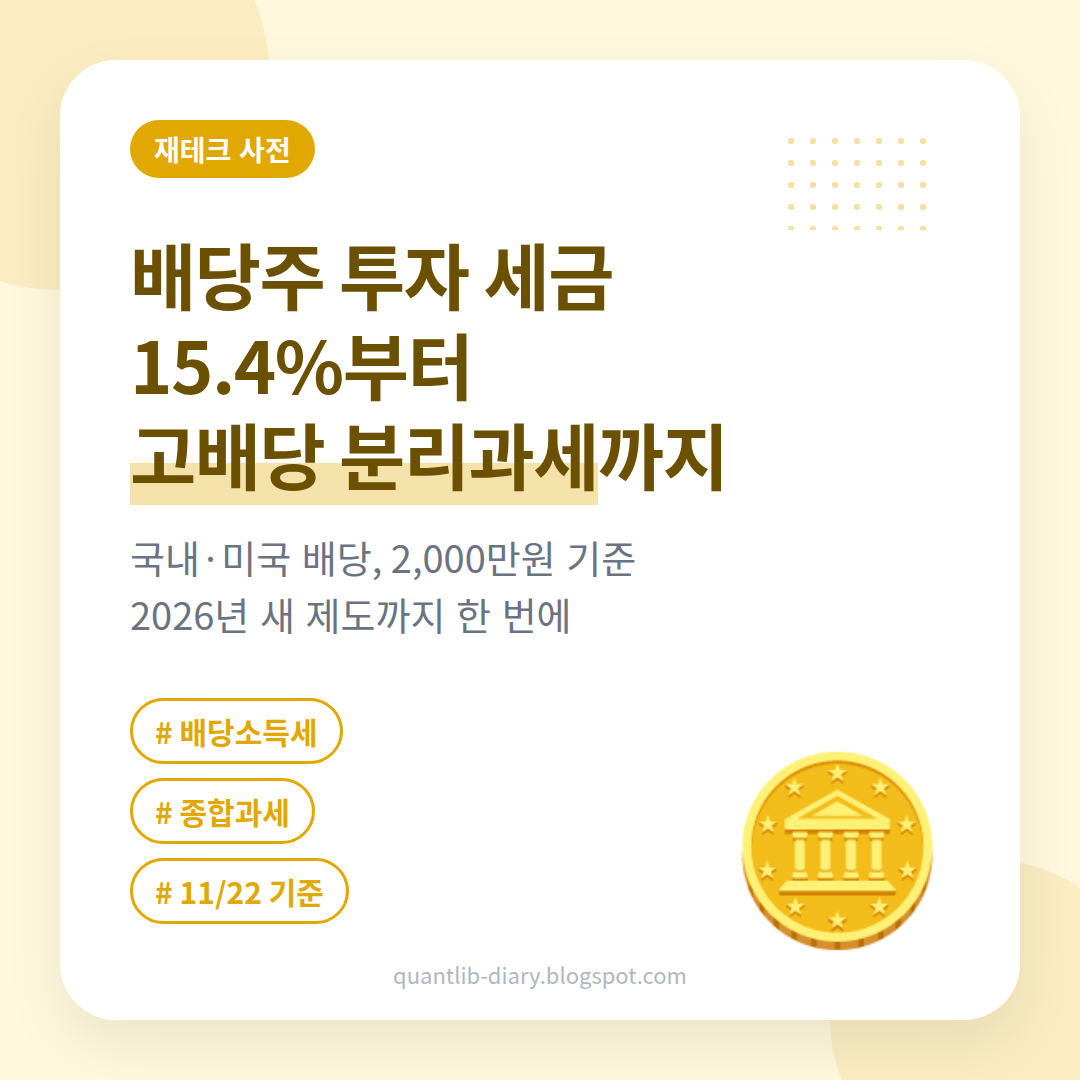 재테크 사전
배당주 투자 세금
15.4%부터
고배당 분리과세까지
국내·미국 배당, 2,000만원 기준
2026년 새 제도까지 한 번에
# 배당소득세
# 종합과세
# 11/22 기준
quantlib-diary.blogspot.com